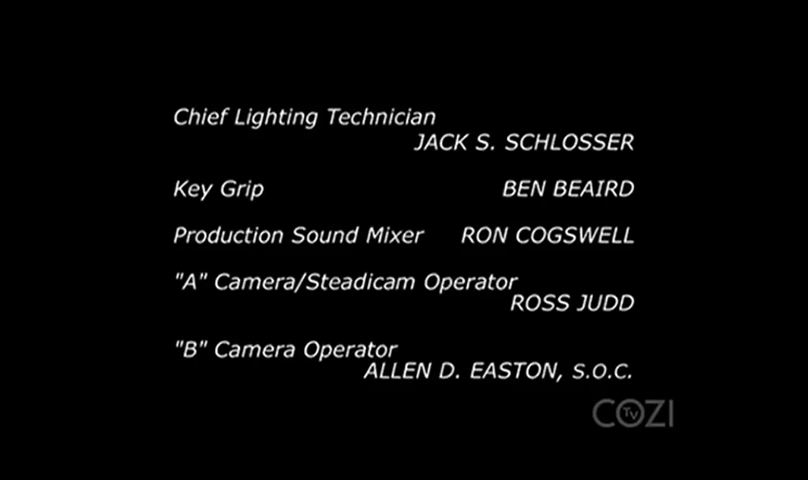 Chief Lighting Technician
JACK S. SCHLOSSER
Key Grip BEN BEAIRD
Production Sound Mixer RON COGSWELL
"A" Camera/Steadicam Operator
ROSS JUDD
"B" Camera Operator
ALLEN D. EASTON, S.O.C.
COZI TV